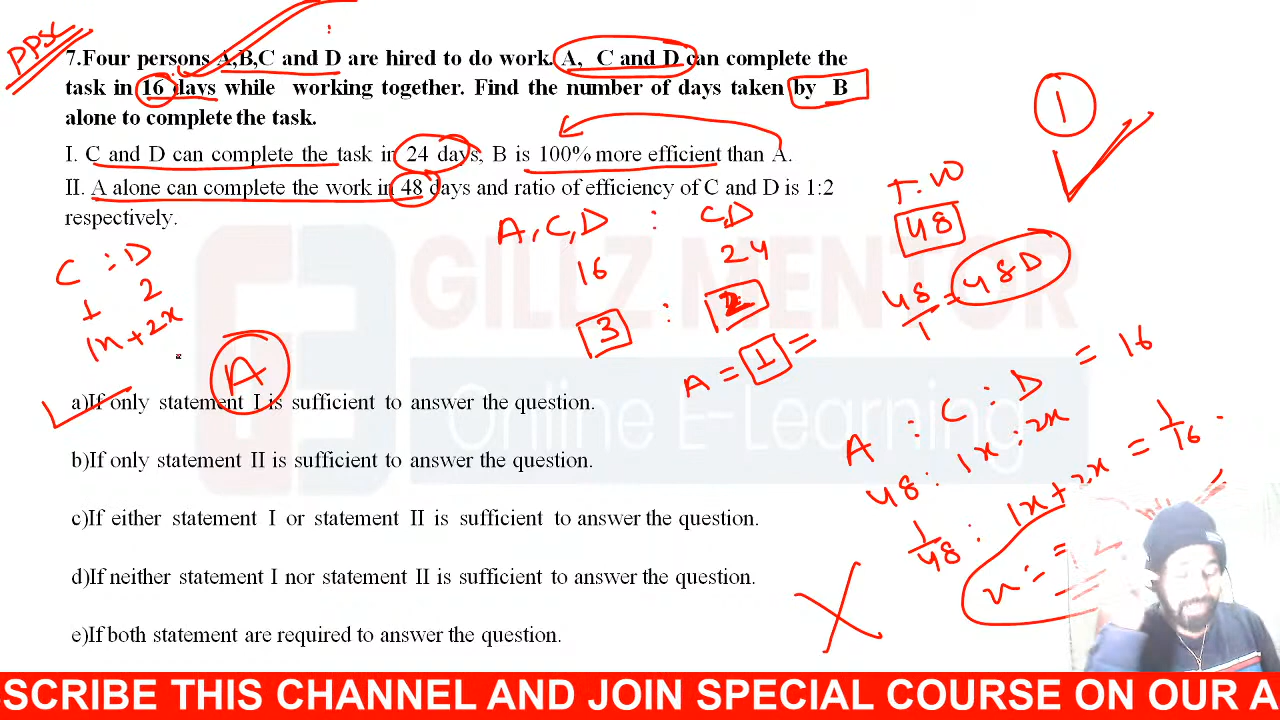 PPSC
7.Four persons A,B,C and D are hired to do work. A, C and D can complete the
task in 16 days while working together. Find the number of days taken by B
alone to complete the task.
I. C and D can complete the task in 24 days, B is 100% more efficient than A.
II. A alone can complete the work in 48 days and ratio of efficiency of C and D is 1:2
respectively.
1
T.W
48
A, C, D : C, D
16 24
3 : 2
A = 1 =
48/1 = 48D
C : D
1 2
1x + 2x
A
A : C : D = 16
48 : 1x : 2x
1/48 : 1x + 2x = 1/16
x =
GILLZ MENTOR
Online E-Learning
a)If only statement I is sufficient to answer the question.
b)If only statement II is sufficient to answer the question.
c)If either statement I or statement II is sufficient to answer the question.
d)If neither statement I nor statement II is sufficient to answer the question.
e)If both statement are required to answer the question.
SCRIBE THIS CHANNEL AND JOIN SPECIAL COURSE ON OUR A